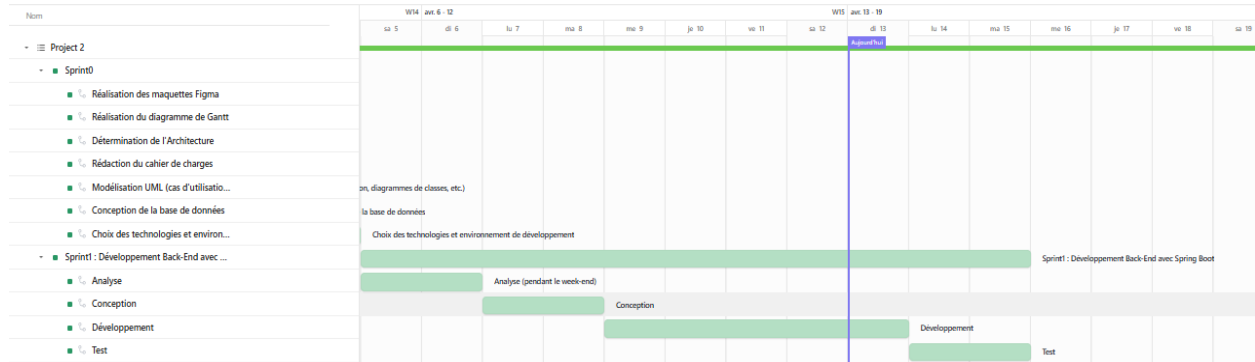 Nom
W14 avr. 6 - 12 W15 avr. 13 - 19
sa 5 di 6 lu 7 ma 8 me 9 je 10 ve 11 sa 12 di 13 lu 14 ma 15 me 16 je 17 ve 18 sa 19
Project 2 Aujourd'hui
Sprint0
Réalisation des maquettes Figma
Réalisation du diagramme de Gantt
Détermination de l'Architecture
Rédaction du cahier de charges
Modélisation UML (cas d'utilisatio... on, diagrammes de classes, etc.)
Conception de la base de données la base de données
Choix des technologies et environ... Choix des technologies et environnement de développement
Sprint1 : Développement Back-End avec ... Sprint1 : Développement Back-End avec Spring Boot
Analyse Analyse (pendant le week-end)
Conception Conception
Développement Développement
Test Test